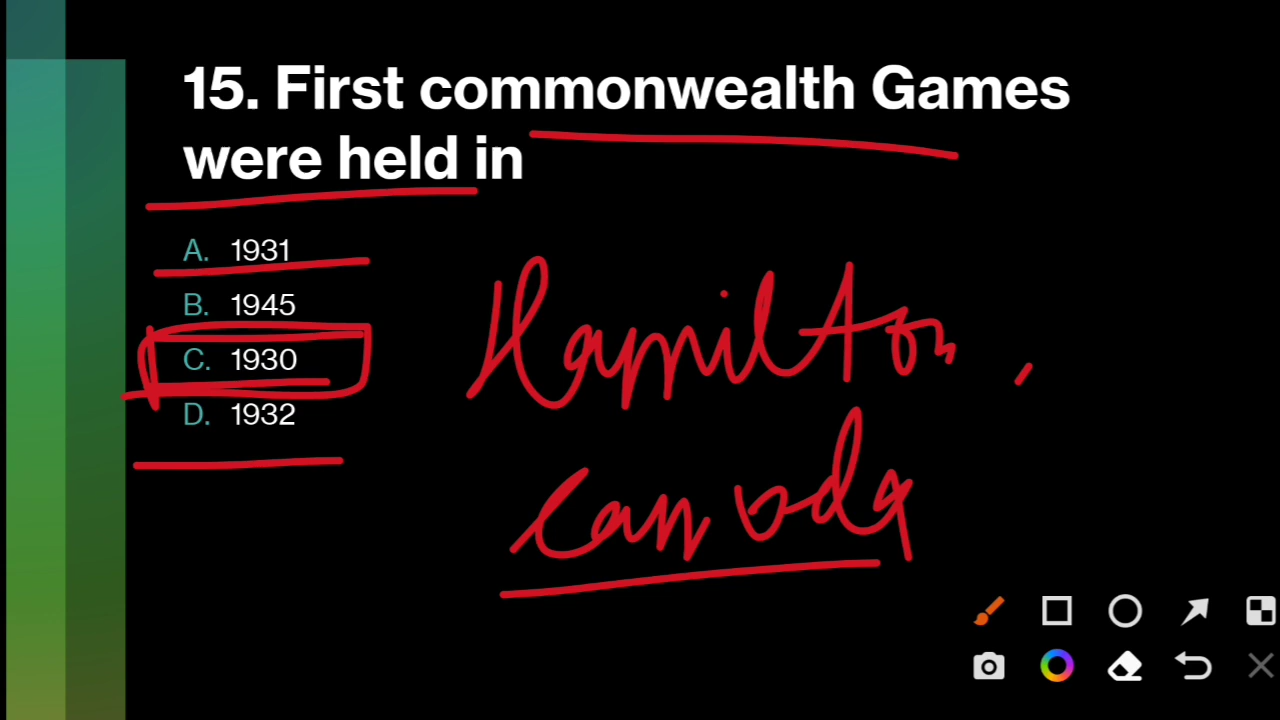 15. First commonwealth Games
were held in
A. 1931
B. 1945
C. 1930
D. 1932
Hamilton,
canada